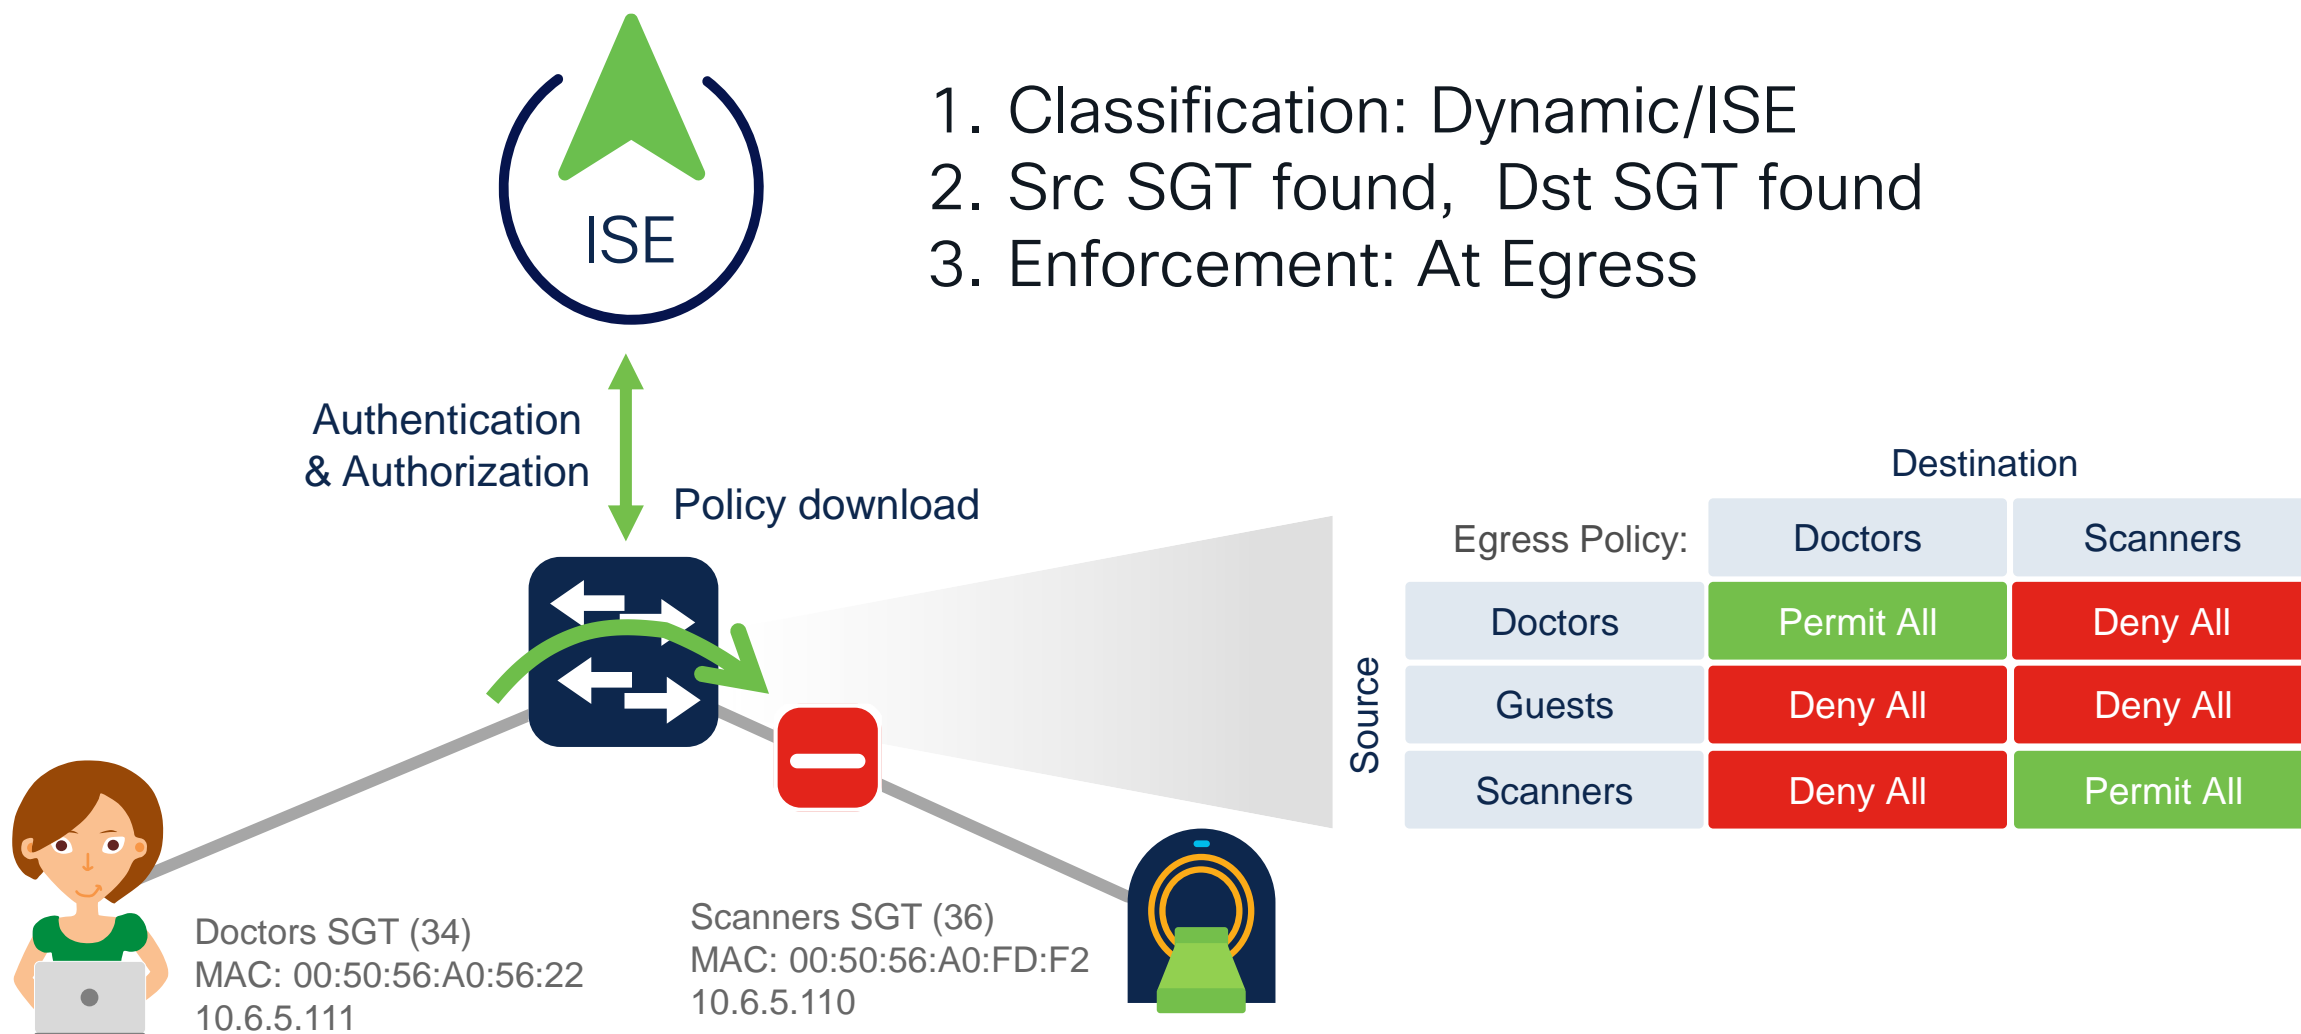 ISE
1. Classification: Dynamic/ISE
2. Src SGT found, Dst SGT found
3. Enforcement: At Egress
Authentication
& Authorization
Policy download
Destination
Egress Policy: Doctors Scanners
Source
Doctors Permit All Deny All
Guests Deny All Deny All
Scanners Deny All Permit All
Doctors SGT (34)
MAC: 00:50:56:A0:56:22
10.6.5.111
Scanners SGT (36)
MAC: 00:50:56:A0:FD:F2
10.6.5.110